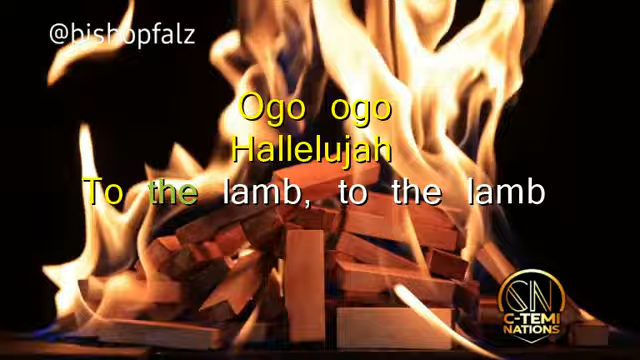 @bishopfalz
Ogo ogo
Hallelujah
To the lamb, to the lamb
C-TEMI
NATIONS